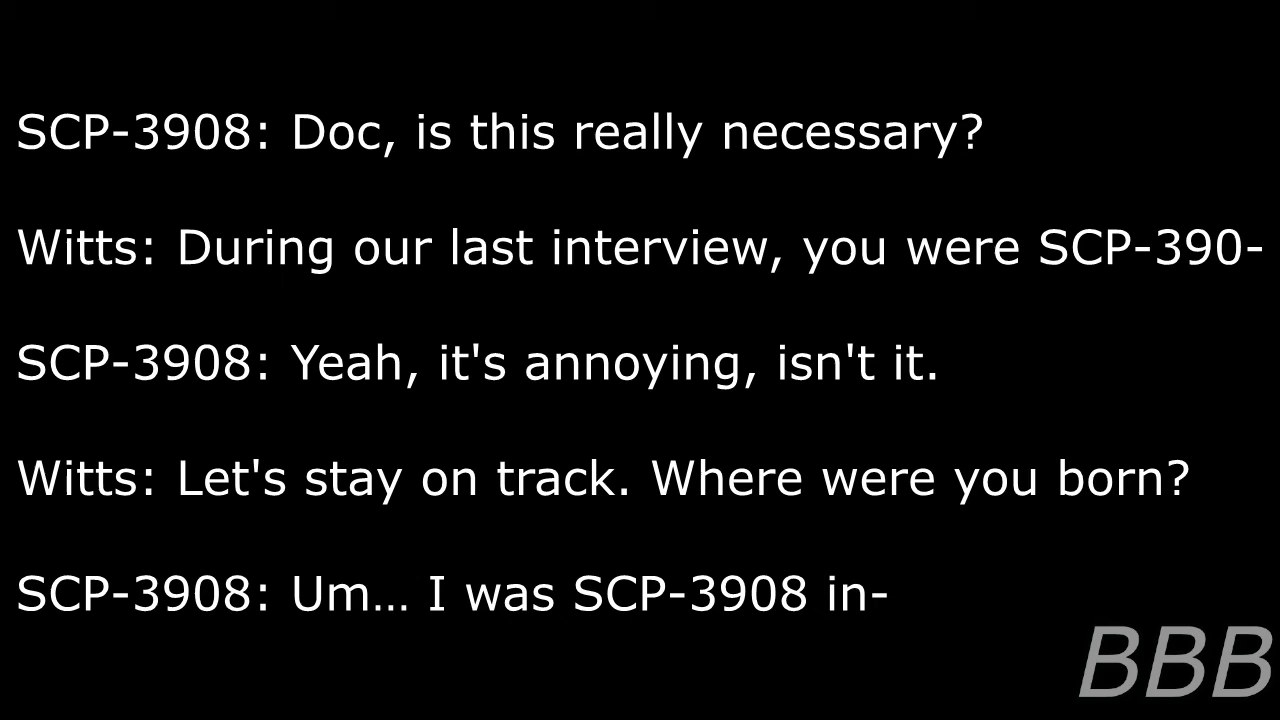 SCP-3908: Doc, is this really necessary?
Witts: During our last interview, you were SCP-390-
SCP-3908: Yeah, it's annoying, isn't it.
Witts: Let's stay on track. Where were you born?
SCP-3908: Um… I was SCP-3908 in-
BBB